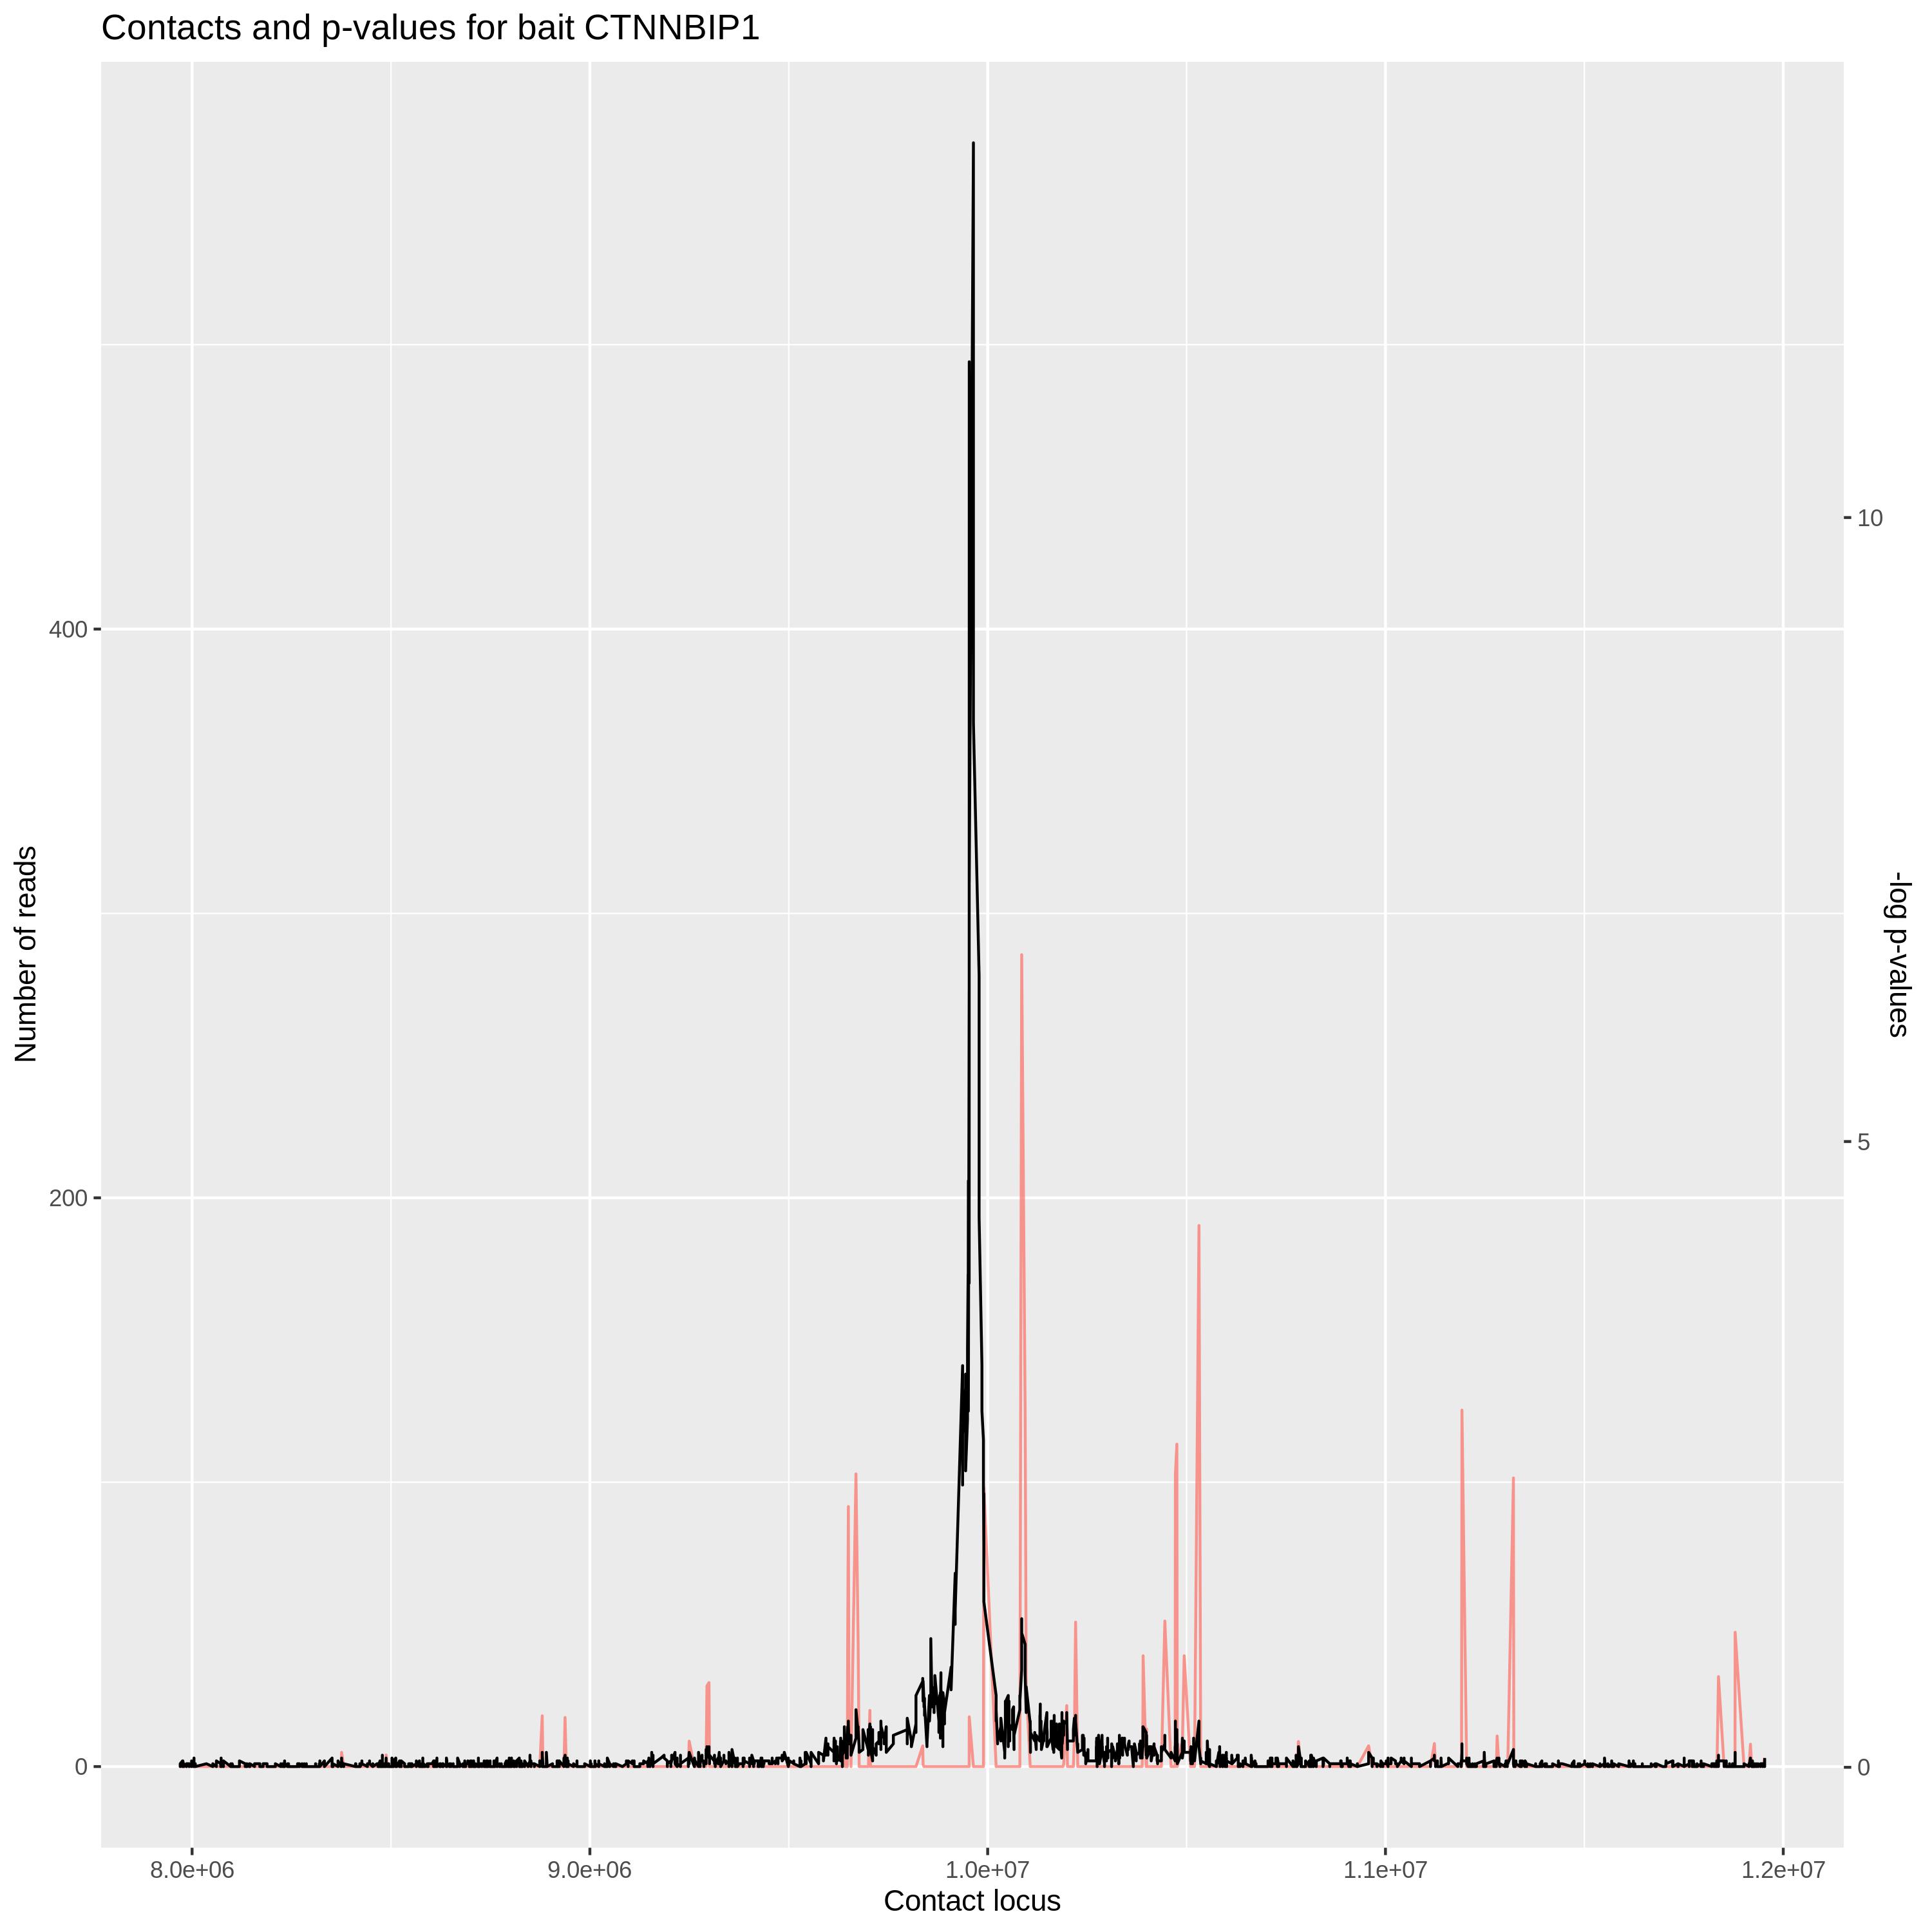 Contacts and p-values for bait CTNNBIP1
Number of reads
400
200
0
10
5
0
-log p-values
8.0e+06
9.0e+06
1.0e+07
1.1e+07
1.2e+07
Contact locus